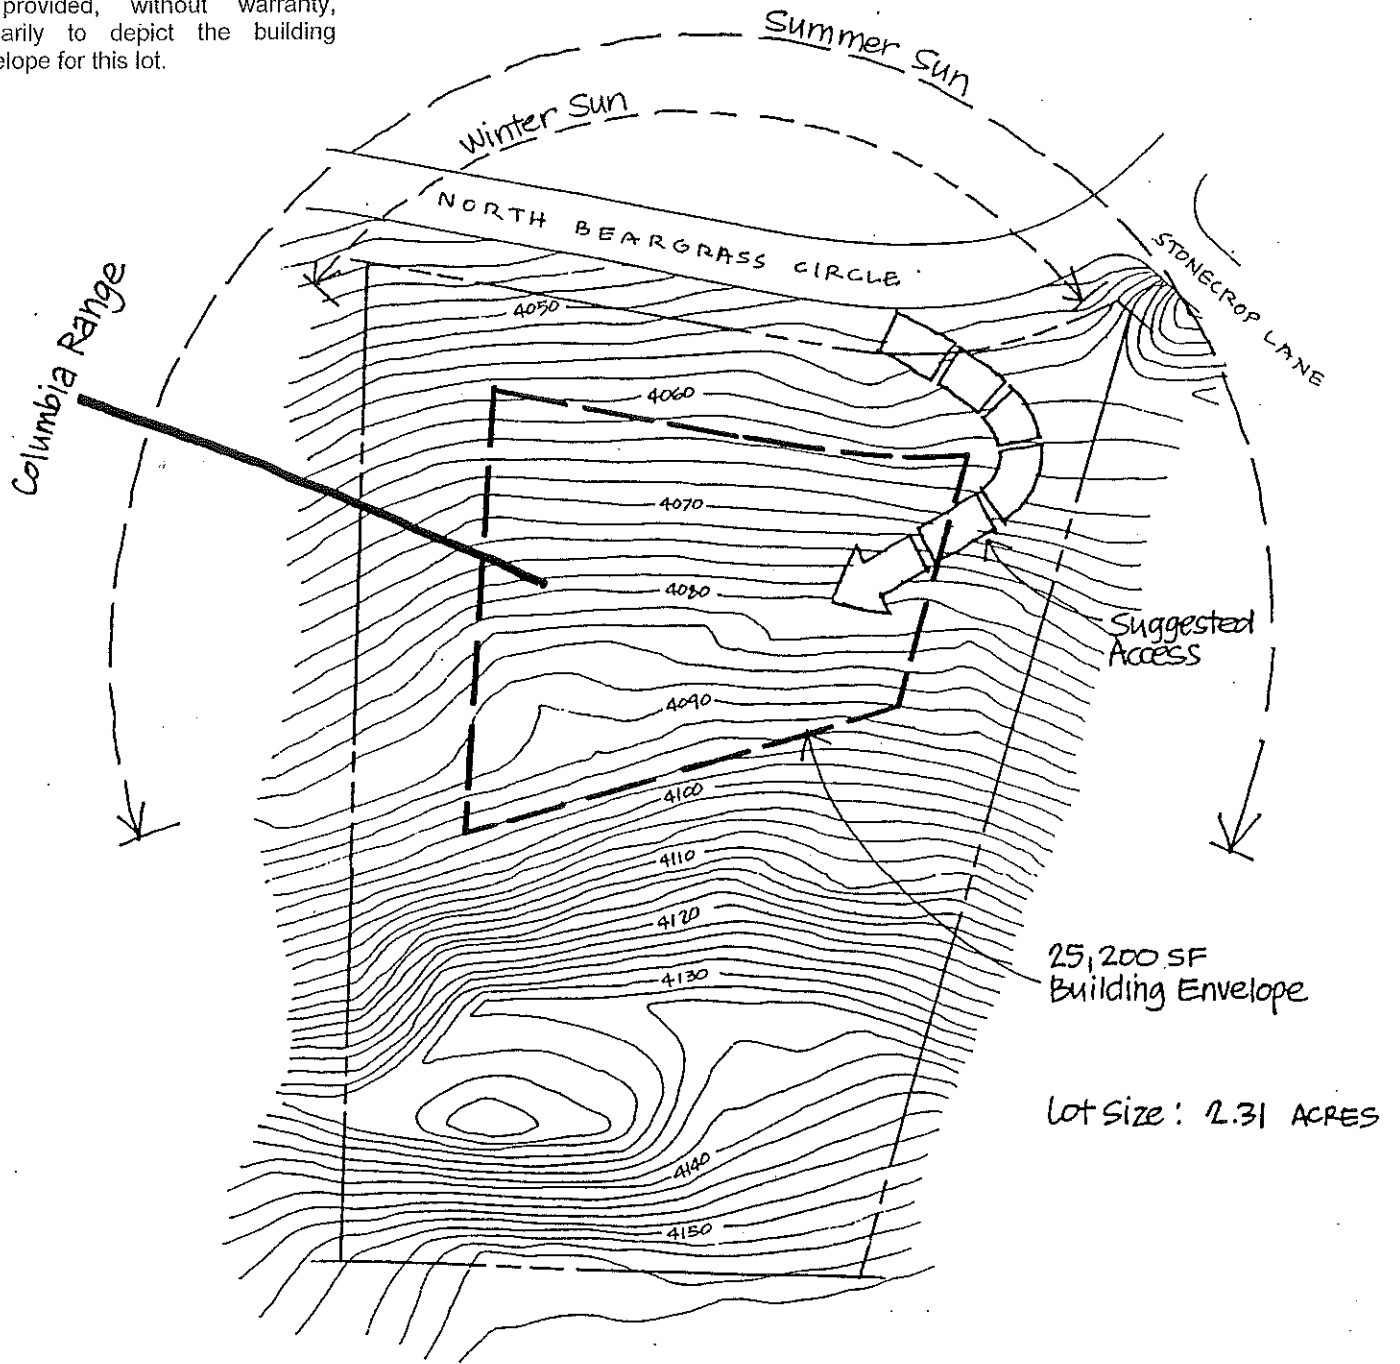 provided, without warranty,
arily to depict the building
elope for this lot.
Summer Sun
Winter Sun
NORTH BEARGRASS CIRCLE
STONECROP LANE
Columbia Range
4050
4060
4070
4080
Suggested
Access
4090
4100
4110
4120
4130
25,200 SF
Building Envelope
Lot Size: 2.31 ACRES
4140
4150